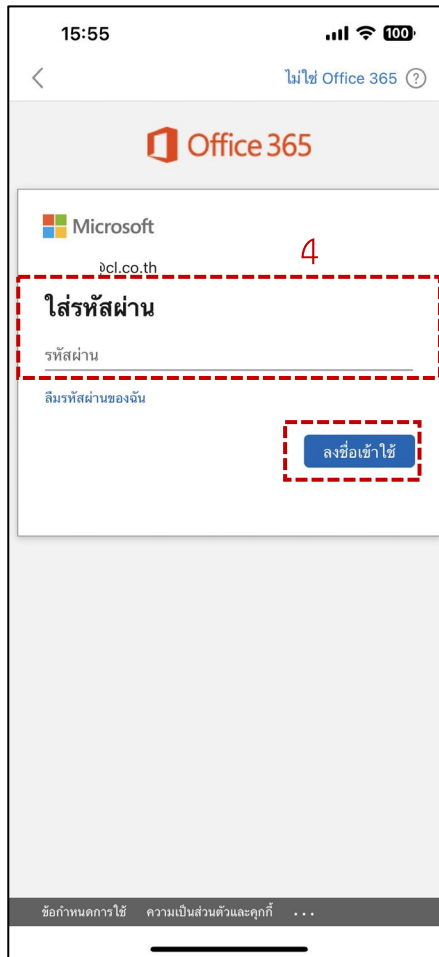 15:55 100
ไม่ใช่ Office 365 ?
Office 365
Microsoft
@cl.co.th
4
ใส่รหัสผ่าน
รหัสผ่าน
ลืมรหัสผ่านของฉัน
ลงชื่อเข้าใช้
ข้อกำหนดการใช้ ความเป็นส่วนตัวและคุกกี้ ...